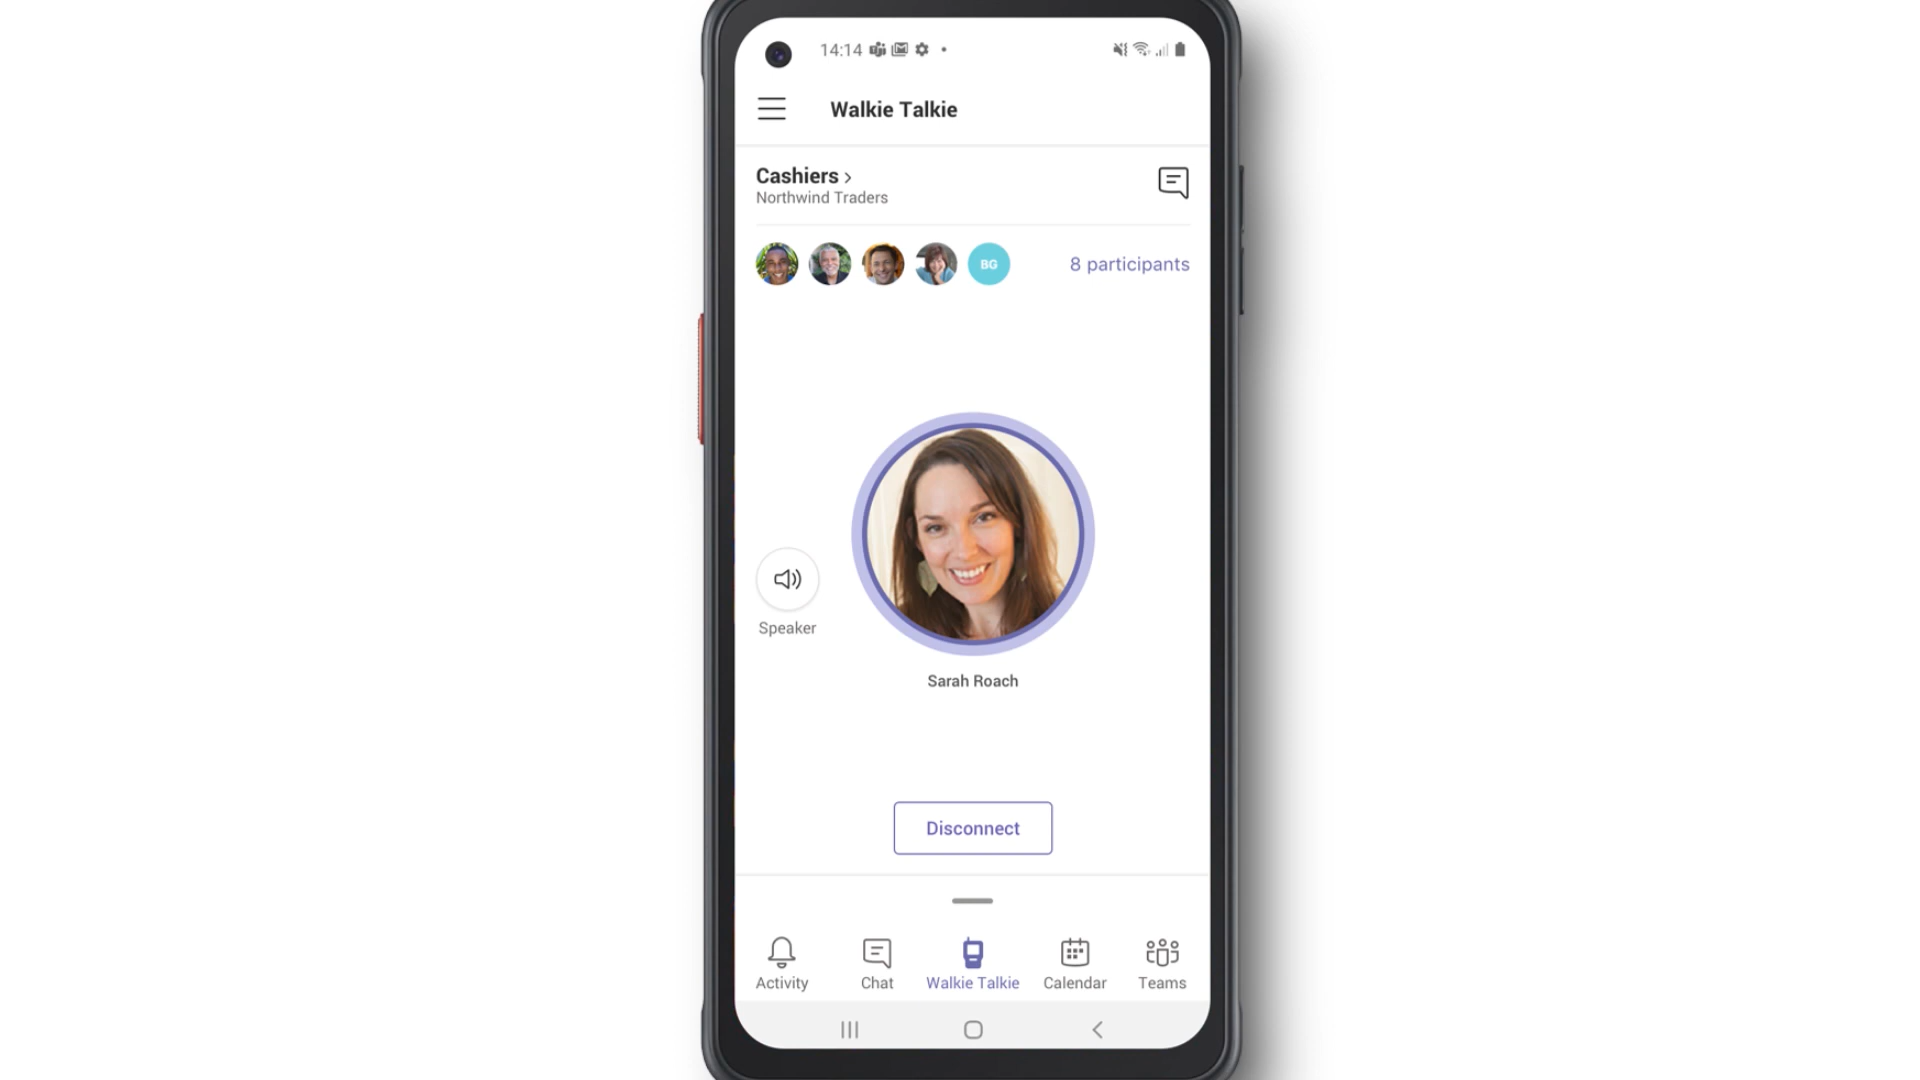 14:14
Walkie Talkie
Cashiers >
Northwind Traders
BG
8 participants
Speaker
Sarah Roach
Disconnect
Activity
Chat
Walkie Talkie
Calendar
Teams